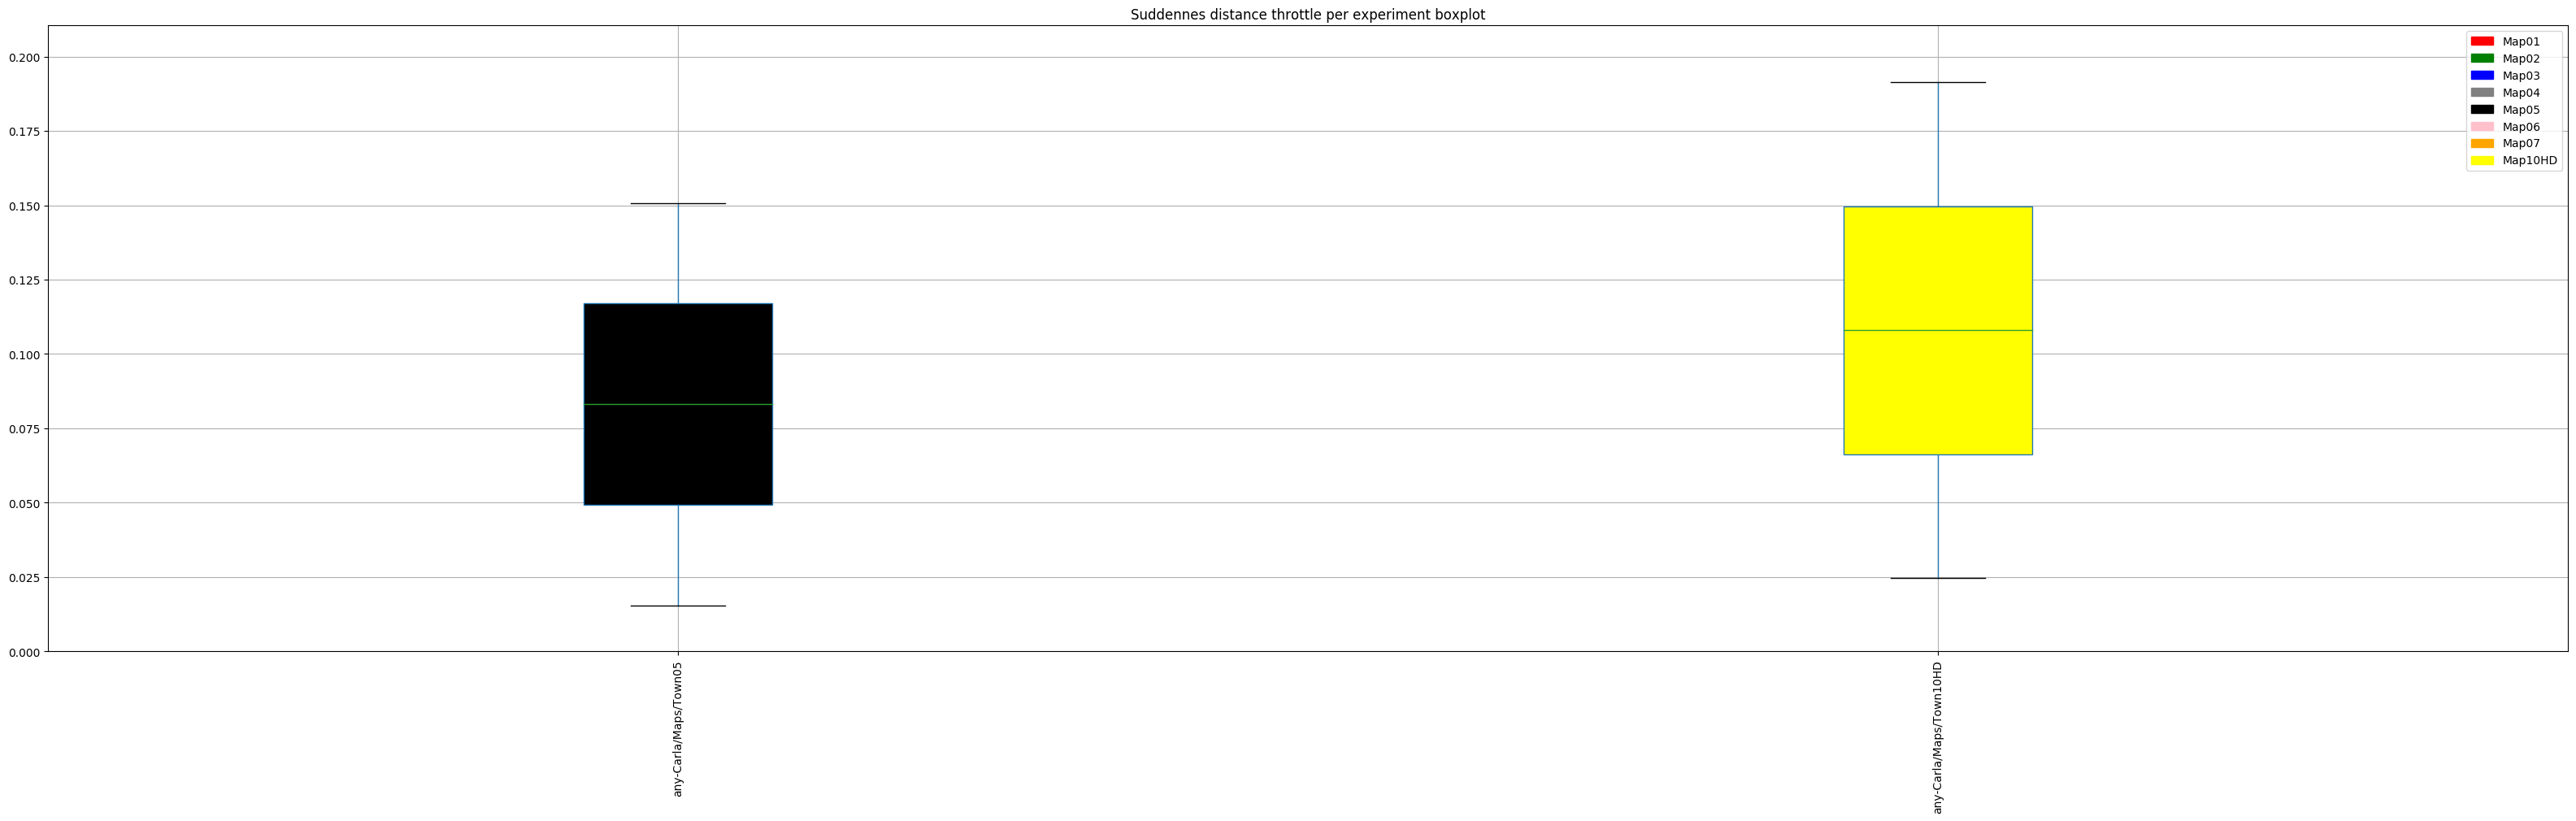 Suddennes distance throttle per experiment boxplot
0.200
0.175
0.150
0.125
0.100
0.075
0.050
0.025
0.000
Map01
Map02
Map03
Map04
Map05
Map06
Map07
Map10HD
any-Carla/Maps/Town05
any-Carla/Maps/Town10HD